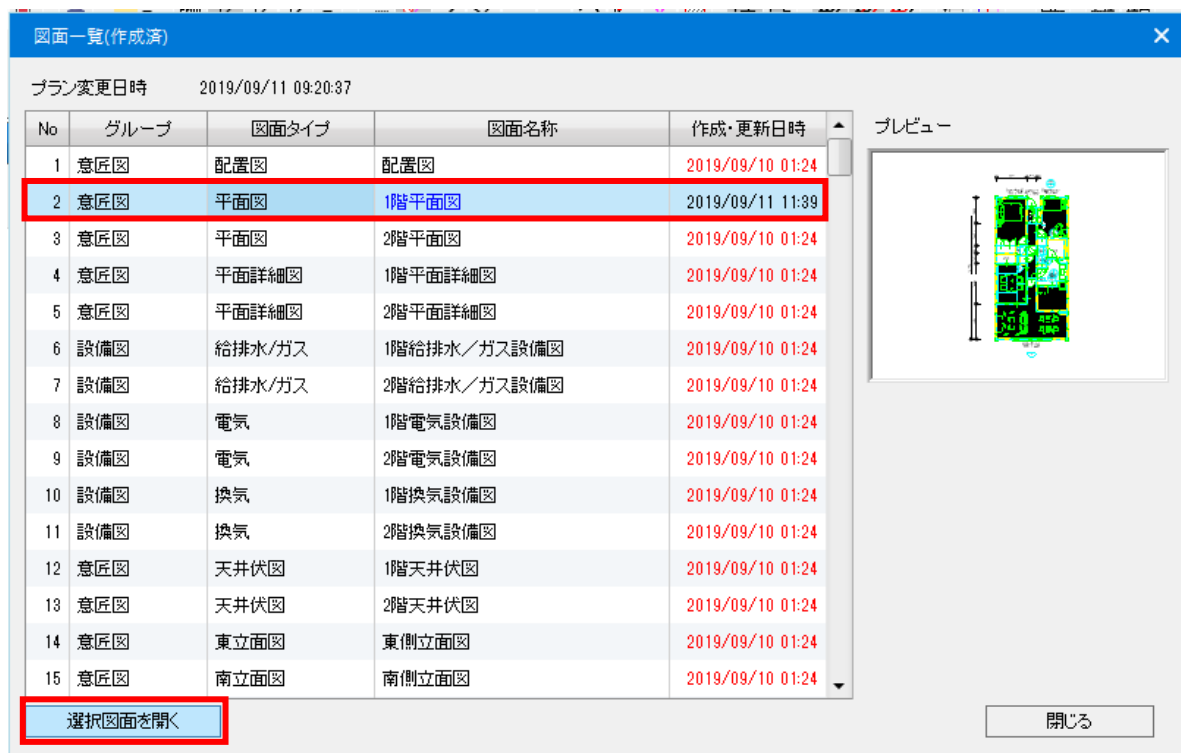 図面一覧(作成済)
プラン変更日時 2019/09/11 09:20:37
No グループ 図面タイプ 図面名称 作成・更新日時
プレビュー
1 意匠図 配置図 配置図 2019/09/10 01:24
2 意匠図 平面図 1階平面図 2019/09/11 11:39
3 意匠図 平面図 2階平面図 2019/09/10 01:24
4 意匠図 平面詳細図 1階平面詳細図 2019/09/10 01:24
5 意匠図 平面詳細図 2階平面詳細図 2019/09/10 01:24
6 設備図 給排水/ガス 1階給排水／ガス設備図 2019/09/10 01:24
7 設備図 給排水/ガス 2階給排水／ガス設備図 2019/09/10 01:24
8 設備図 電気 1階電気設備図 2019/09/10 01:24
9 設備図 電気 2階電気設備図 2019/09/10 01:24
10 設備図 換気 1階換気設備図 2019/09/10 01:24
11 設備図 換気 2階換気設備図 2019/09/10 01:24
12 意匠図 天井伏図 1階天井伏図 2019/09/10 01:24
13 意匠図 天井伏図 2階天井伏図 2019/09/10 01:24
14 意匠図 東立面図 東側立面図 2019/09/10 01:24
15 意匠図 南立面図 南側立面図 2019/09/10 01:24
選択図面を開く
閉じる